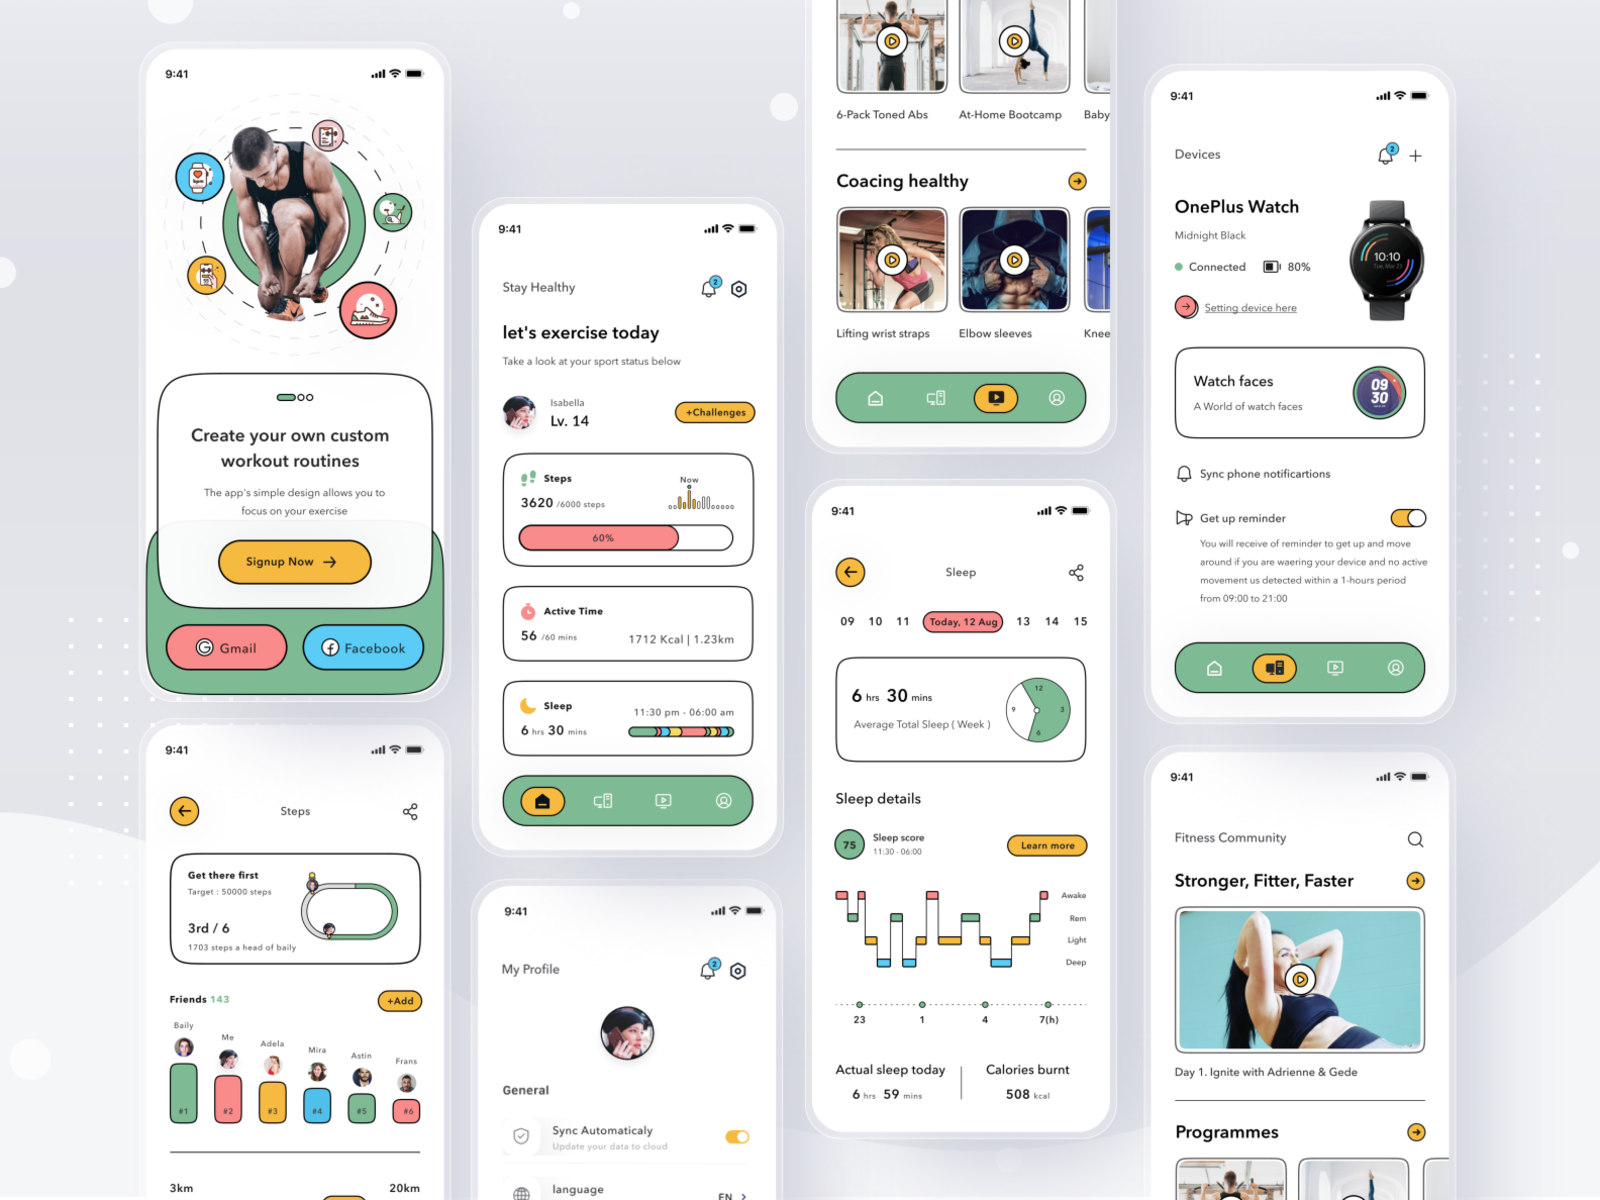 9:41
Create your own custom
workout routines
The app's simple design allows you to
focus on your exercise
Signup Now
Gmail
Facebook
9:41
Steps
Get there first
Target : 50000 steps
3rd / 6
1703 steps a head of baily
Friends 143
+Add
Baily
Me
Adela
Mira
Astin
Frans
#1
#2
#3
#4
#5
#6
3km
20km
9:41
Stay Healthy
2
let's exercise today
Take a look at your sport status below
Isabella
Lv. 14
+Challenges
Steps
3620 /6000 steps
Now
60%
Active Time
56 /60 mins
1712 Kcal | 1.23km
Sleep
6 hrs 30 mins
11:30 pm - 06:00 am
9:41
My Profile
2
General
Sync Automaticaly
Update your data to cloud
language
EN
6-Pack Toned Abs
At-Home Bootcamp
Baby
Coacing healthy
Lifting wrist straps
Elbow sleeves
Knee
9:41
Sleep
09 10 11 Today, 12 Aug 13 14 15
6 hrs 30 mins
Average Total Sleep ( Week )
12
3
6
9
Sleep details
75
Sleep score
11:30 - 06:00
Learn more
Awake
Rem
Light
Deep
23 1 4 7(h)
Actual sleep today
6 hrs 59 mins
Calories burnt
508 kcal
9:41
Devices
2
OnePlus Watch
Midnight Black
Connected
80%
Setting device here
10:10
Watch faces
A World of watch faces
09
30
Sync phone notificartions
Get up reminder
You will receive of reminder to get up and move
around if you are waering your device and no active
movement us detected within a 1-hours period
from 09:00 to 21:00
9:41
Fitness Community
Stronger, Fitter, Faster
Day 1. Ignite with Adrienne & Gede
Programmes